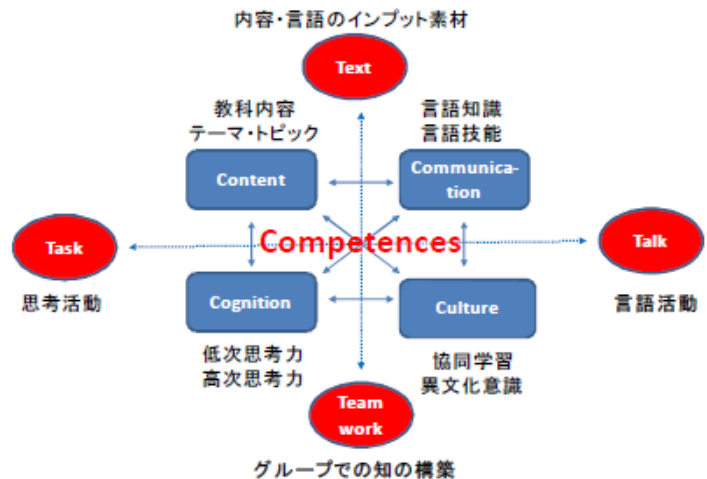 内容・言語のインプット素材
Text
教科内容
テーマ・トピック
言語知識
言語技能
Content
Communica-
tion
Task
Competences
Talk
思考活動
言語活動
Cognition
Culture
低次思考力
高次思考力
協同学習
異文化意識
Team
work
グループでの知の構築